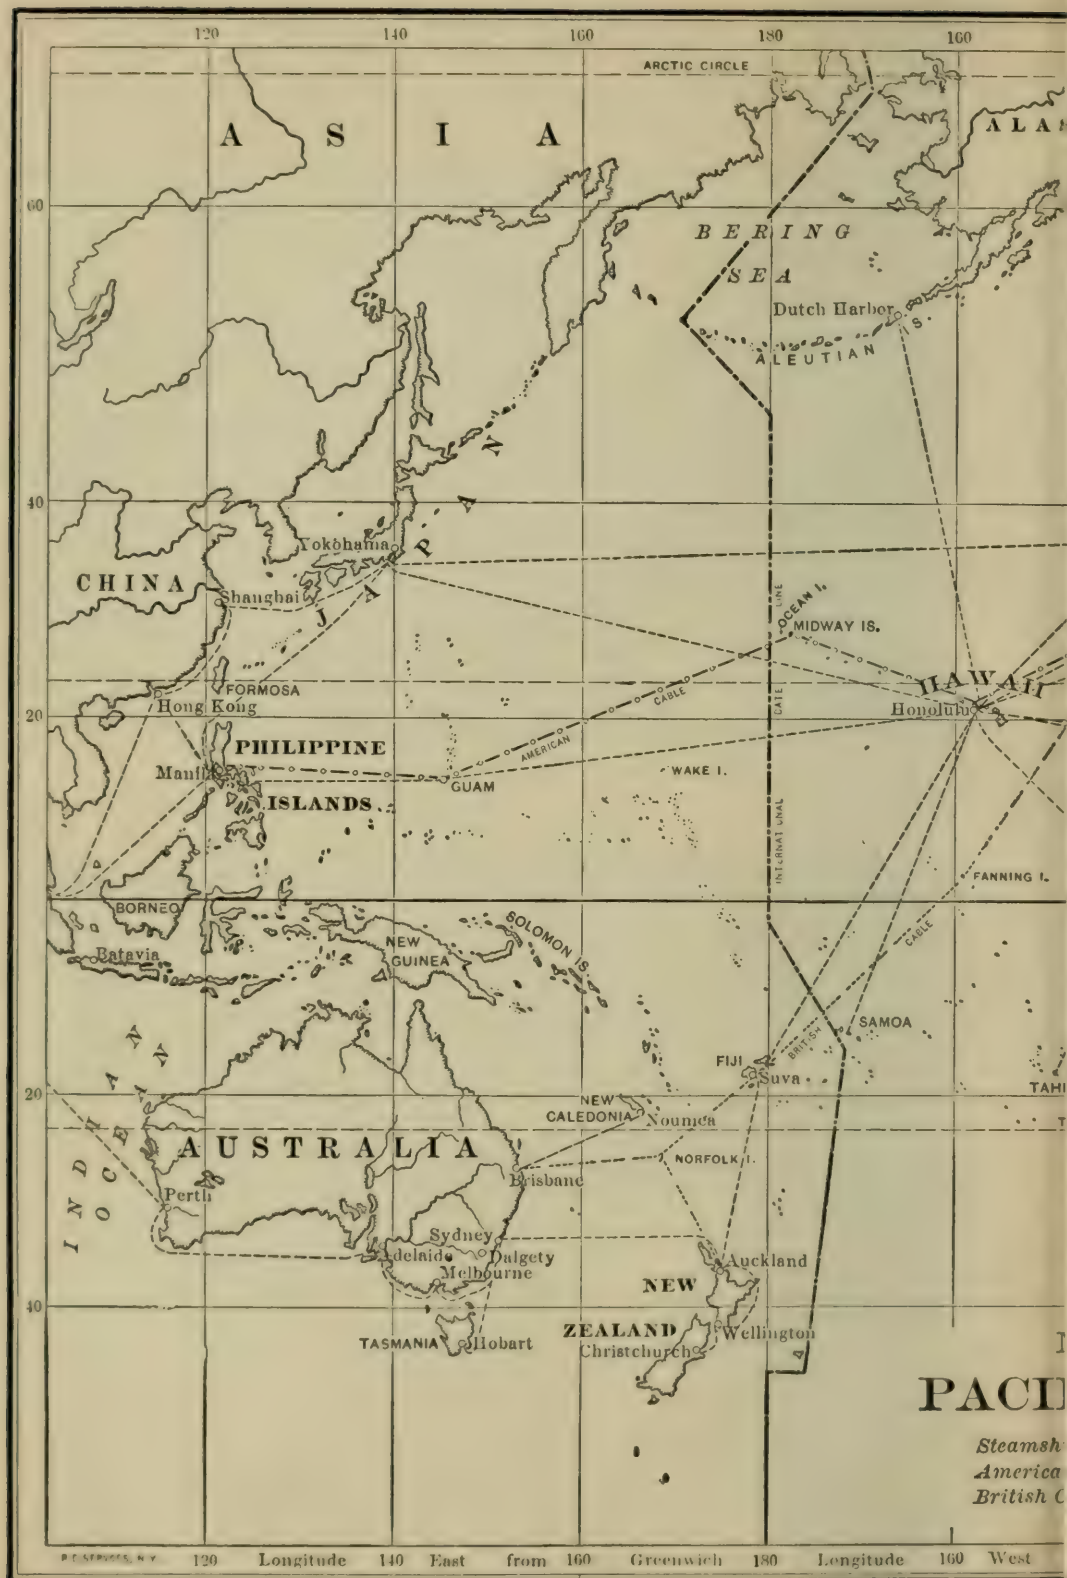 120 140 160 180 160
ARCTIC CIRCLE
ASIA
ALAS
60
BERING
SEA
Dutch Harbor
ALEUTIAN IS.
40
JAPAN
Yokohama
CHINA
Shanghai
LINE
OCEAN I.
MIDWAY IS.
FORMOSA
Hong Kong
CABLE
DATE
HAWAII
Honolulu
20
AMERICAN
PHILIPPINE
Manila
WAKE I.
GUAM
ISLANDS
INTERNATIONAL
FANNING I.
BORNEO
SOLOMON IS.
CABLE
NEW
GUINEA
Batavia
SAMOA
BRITISH
INDIAN
OCEAN
FIJI
Suva
TAHI
20
NEW
CALEDONIA
Noumea
T
AUSTRALIA
NORFOLK I.
Brisbane
Perth
Sydney
Adelaide
Dalgety
Auckland
Melbourne
NEW
40
ZEALAND
Wellington
TASMANIA
Hobart
Christchurch
PACI
Steamsh
America
British C
120 Longitude 140 East from 160 Greenwich 180 Longitude 160 West